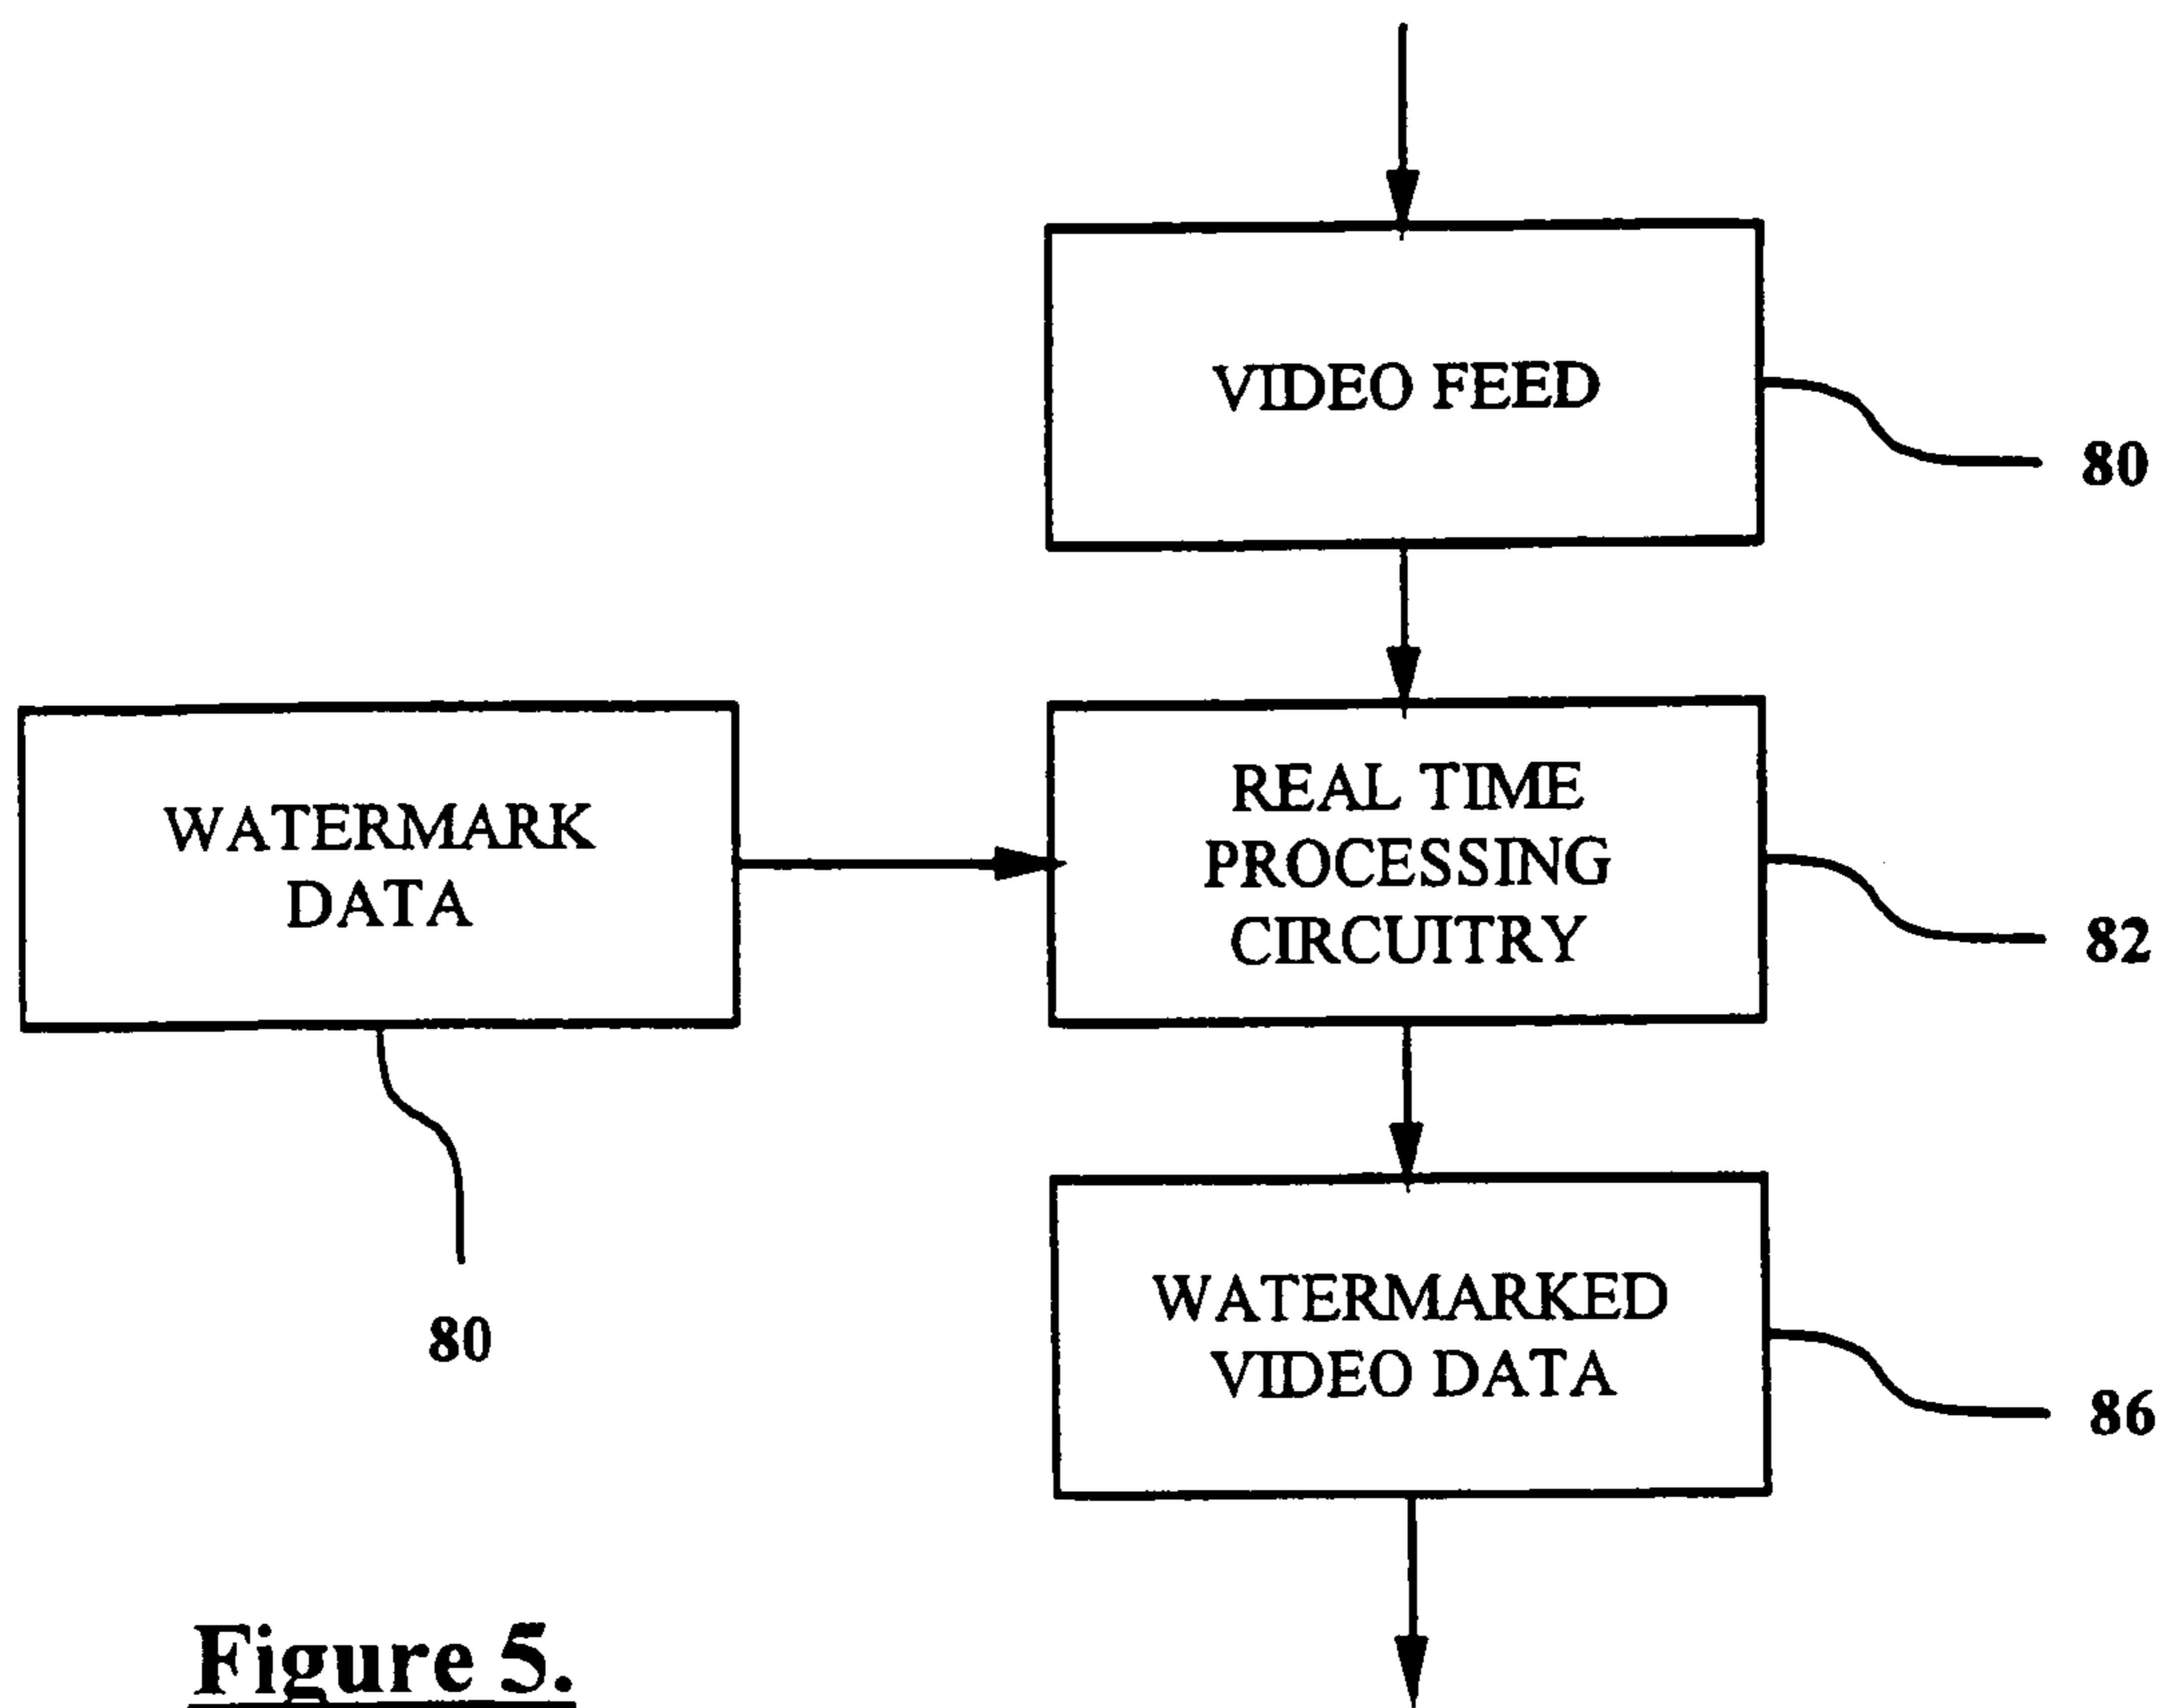 VIDEO FEED
80
WATERMARK
DATA
80
REAL TIME
PROCESSING
CIRCUITRY
82
WATERMARKED
VIDEO DATA
86
Figure 5.